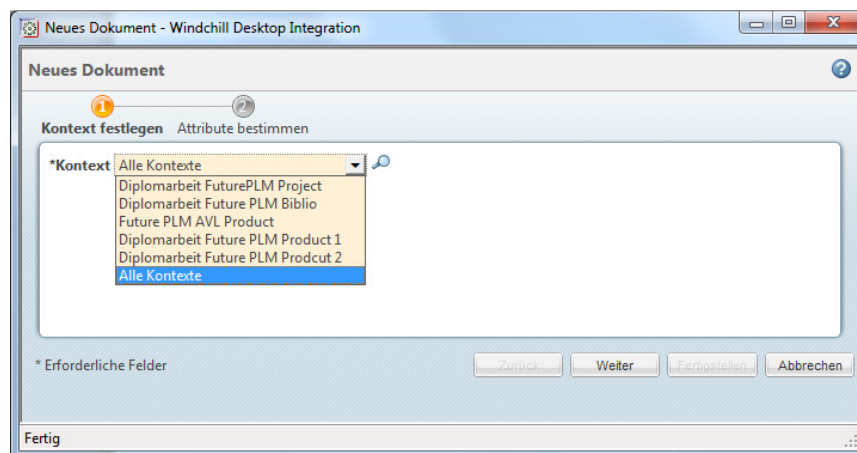 Neues Dokument - Windchill Desktop Integration
Neues Dokument
1 2
Kontext festlegen Attribute bestimmen
*Kontext Alle Kontexte
Diplomarbeit FuturePLM Project
Diplomarbeit Future PLM Biblio
Future PLM AVL Product
Diplomarbeit Future PLM Product 1
Diplomarbeit Future PLM Prodcut 2
Alle Kontexte
* Erforderliche Felder Zurück Weiter Fertigstellen Abbrechen
Fertig